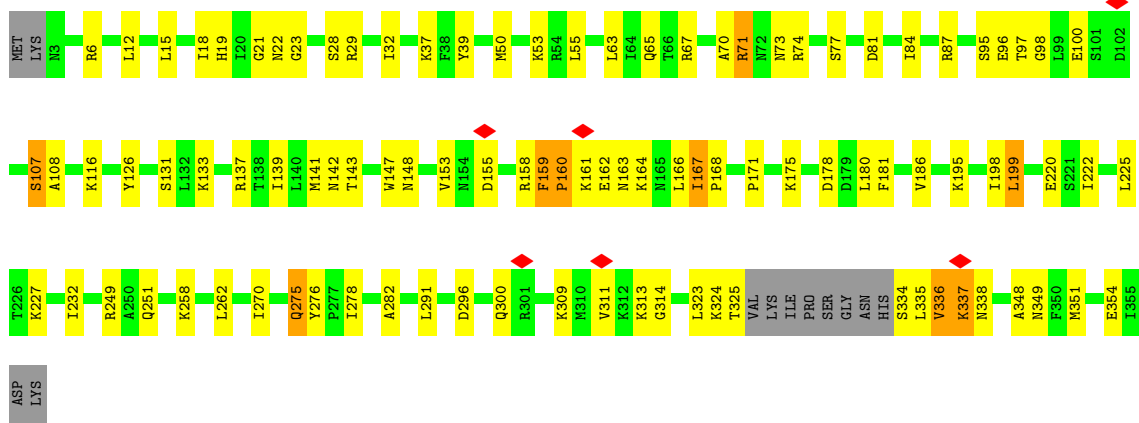 MET LYS N3 R6 L12 L15 I18 H19 I20 G21 N22 G23 S28 R29 I32 K37 F38 Y39 M50 K53 R54 L55 L63 I64 Q65 T66 R67 A70 R71 N72 N73 R74 S77 D81 I84 R87 S95 E96 T97 G98 L99 E100 S101 D102
S107 A108 K116 Y126 S131 L132 K133 R137 T138 I139 L140 M141 N142 T143 W147 N148 V153 N154 D155 R158 F159 P160 K161 E162 N163 K164 N165 L166 I167 P168 P171 K175 D178 D179 L180 F181 V186 K195 I198 L199 E220 S221 I222 L225
T226 K227 I232 R249 A250 Q251 K258 L262 I270 Q275 Y276 P277 I278 A282 L291 D296 Q300 R301 K309 M310 V311 K312 K313 G314 L323 K324 T325 VAL LYS ILE PRO SER GLY ASN HIS S334 L335 V336 K337 N338 A348 N349 F350 M351 E354 I355
ASP LYS